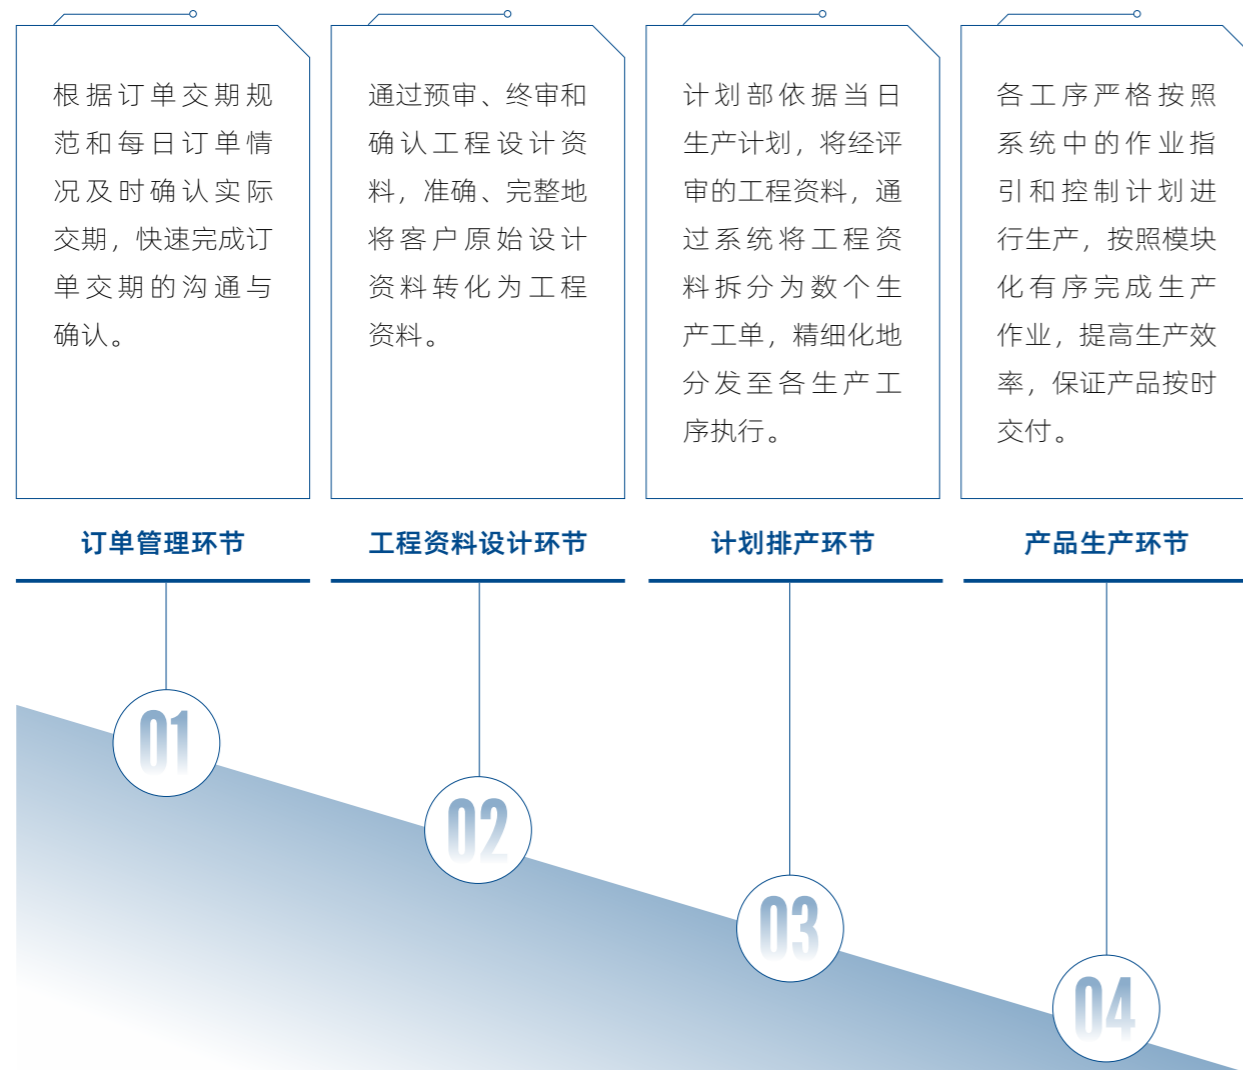 根据订单交期规
范和每日订单情
况及时确认实际
交期，快速完成订
单交期的沟通与
确认。
订单管理环节
01
通过预审、终审和
确认工程设计资
料，准确、完整地
将客户原始设计
资料转化为工程
资料。
工程资料设计环节
02
计划部依据当日
生产计划，将经评
审的工程资料，通
过系统将工程资
料拆分为数个生
产工单，精细化地
分发至各生产工
序执行。
计划排产环节
03
各工序严格按照
系统中的作业指
引和控制计划进
行生产，按照模块
化有序完成生产
作业，提高生产效
率，保证产品按时
交付。
产品生产环节
04